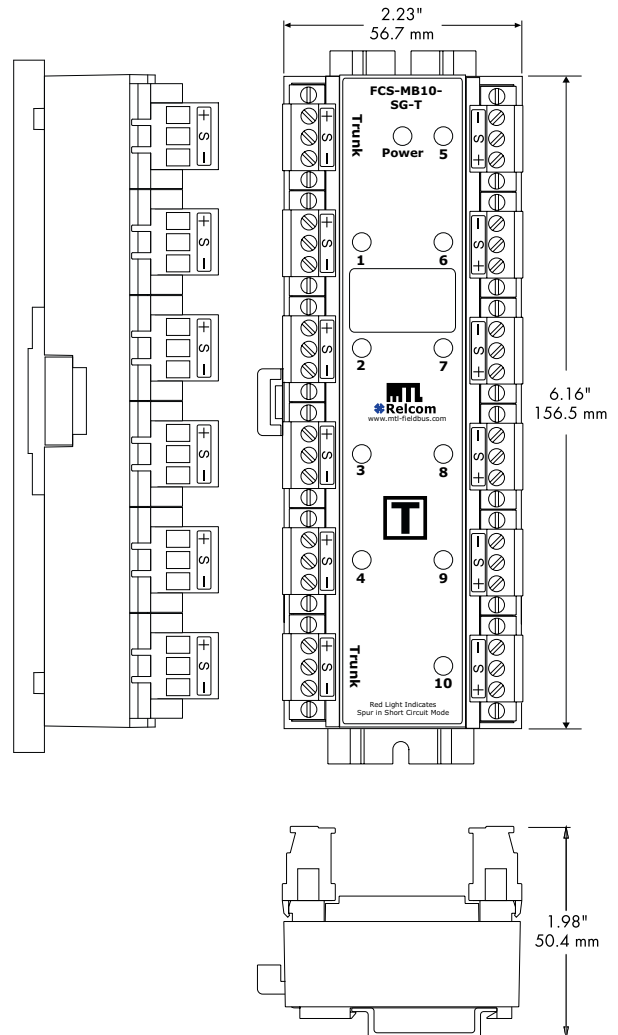 2.23"
56.7 mm
FCS-MB10-
SG-T
Trunk
Power
5
1
6
2
7
MTL
Relcom
www.mtl-fieldbus.com
3
8
T
4
9
Trunk
10
Red Light Indicates
Spur in Short Circuit Mode
+ S -
+ S -
+ S -
+ S -
+ S -
+ S -
+ S -
+ S -
+ S -
+ S -
+ S -
+ S -
- S +
- S +
- S +
- S +
- S +
- S +
6.16"
156.5 mm
1.98"
50.4 mm